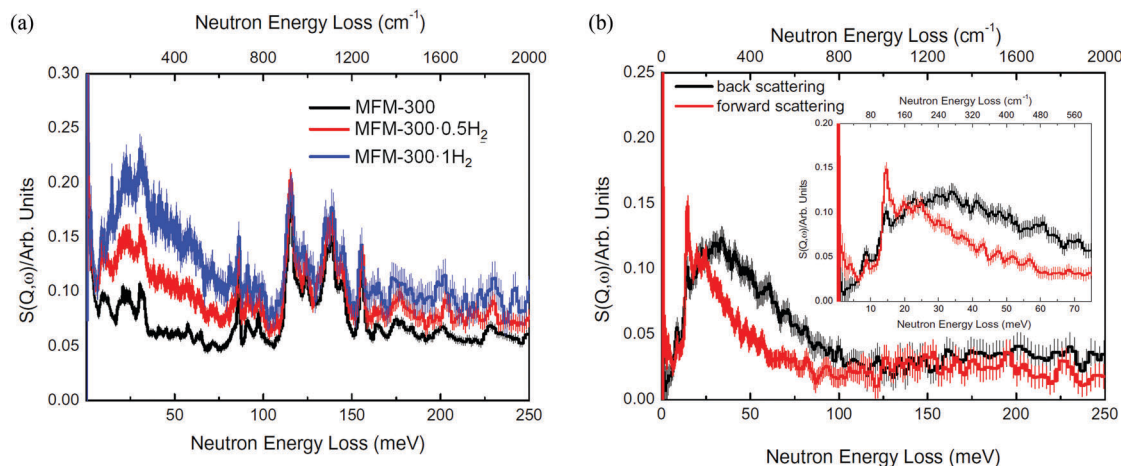 (a)
Neutron Energy Loss (cm⁻¹)
400 800 1200 1600 2000
0.30
0.25
0.20
0.15
0.10
0.05
0.00
S(Q,ω)/Arb. Units
MFM-300
MFM-300·0.5H₂
MFM-300·1H₂
50 100 150 200 250
Neutron Energy Loss (meV)
(b)
Neutron Energy Loss (cm⁻¹)
0 400 800 1200 1600 2000
0.25
0.20
0.15
0.10
0.05
0.00
S(Q,ω)/Arb. Units
back scattering
forward scattering
Neutron Energy Loss (cm⁻¹)
0 80 160 240 320 400 480 560
0.20
0.15
0.10
0.05
0.00
S(Q,ω)/Arb. Units
10 20 30 40 50 60 70
Neutron Energy Loss (meV)
0 50 100 150 200 250
Neutron Energy Loss (meV)